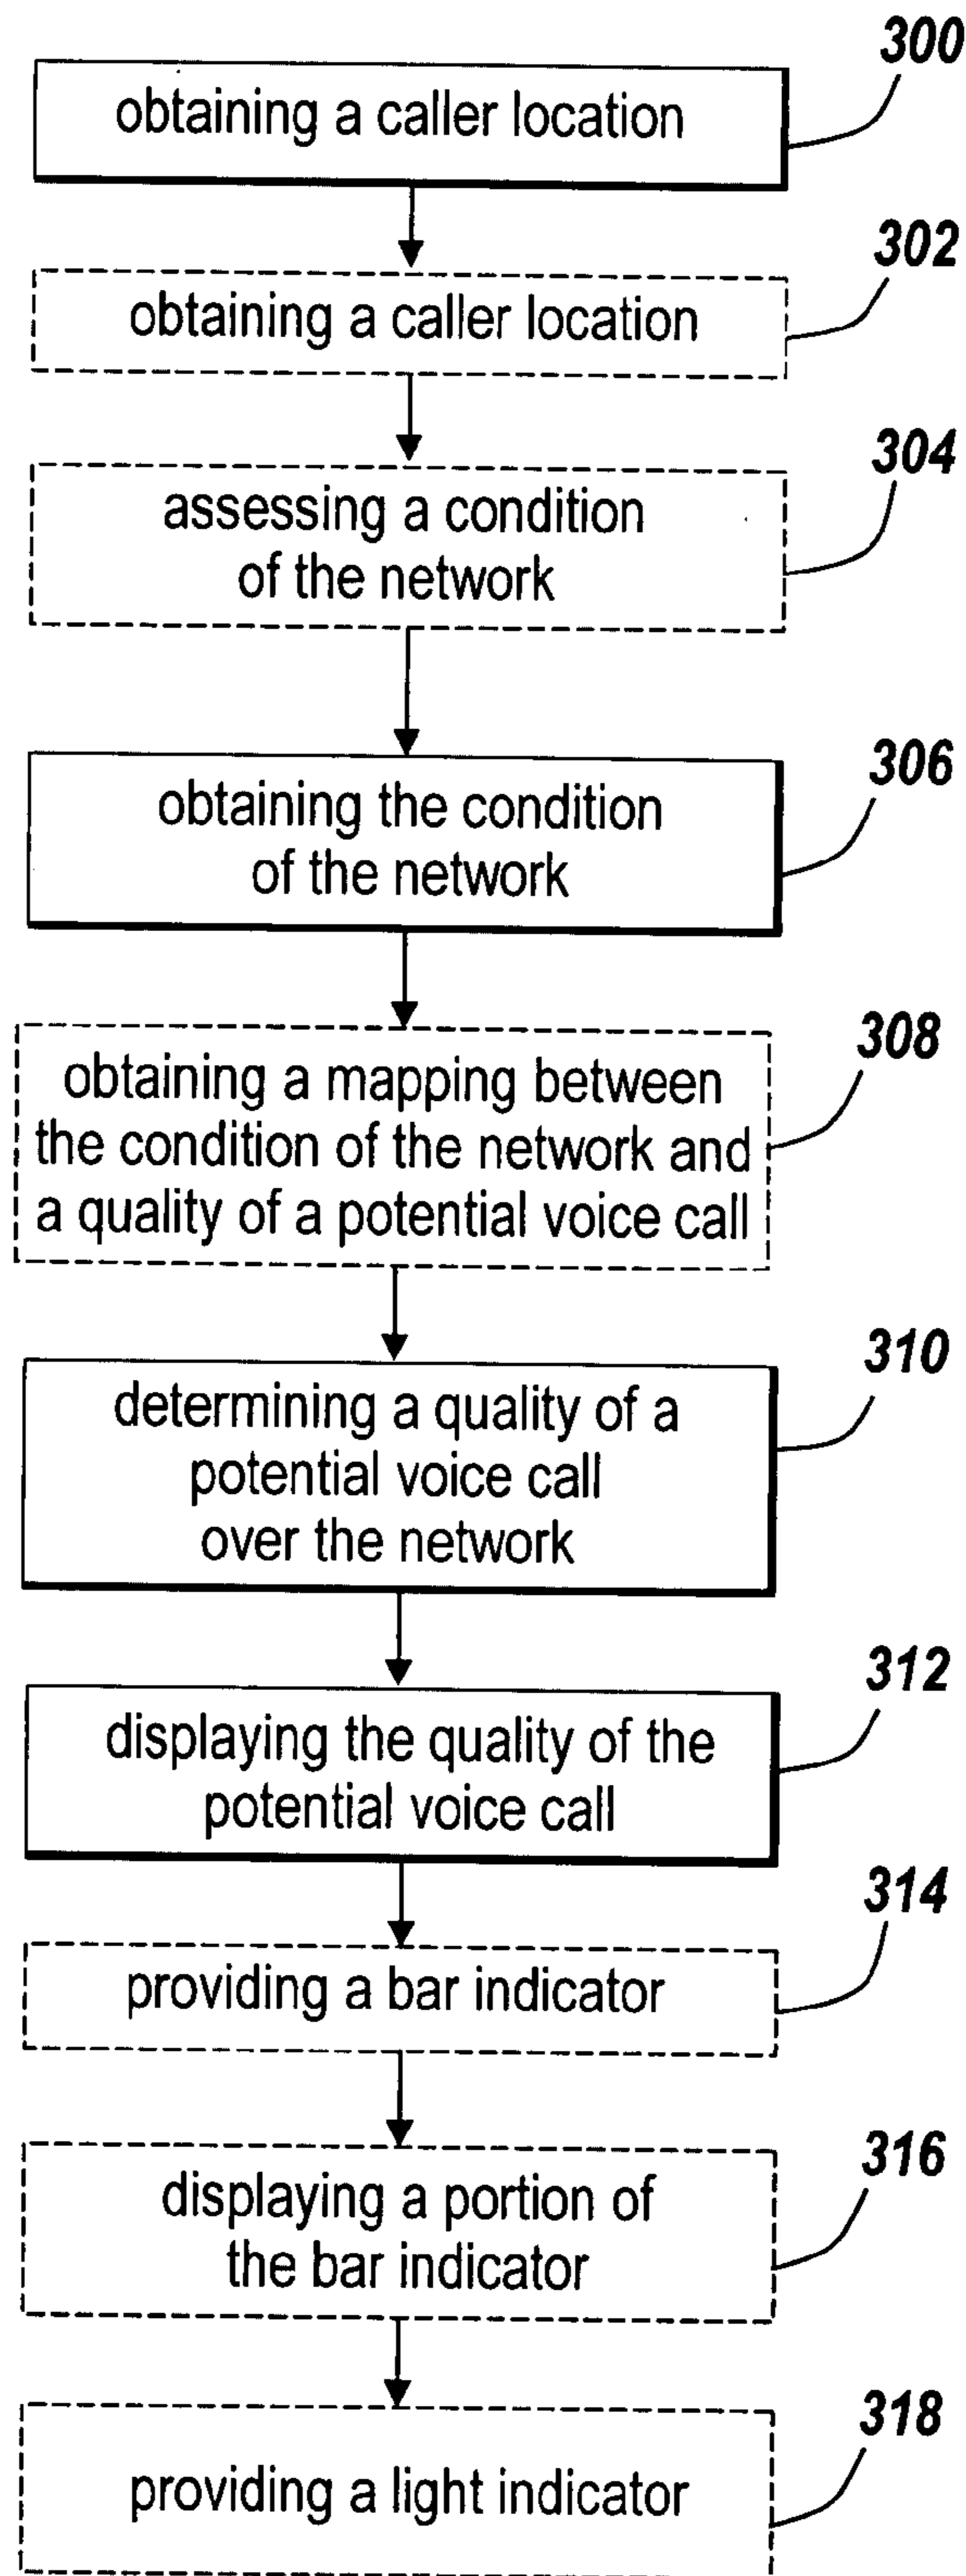 300
obtaining a caller location
302
obtaining a caller location
304
assessing a condition
of the network
306
obtaining the condition
of the network
308
obtaining a mapping between
the condition of the network and
a quality of a potential voice call
310
determining a quality of a
potential voice call
over the network
312
displaying the quality of the
potential voice call
314
providing a bar indicator
316
displaying a portion of
the bar indicator
318
providing a light indicator